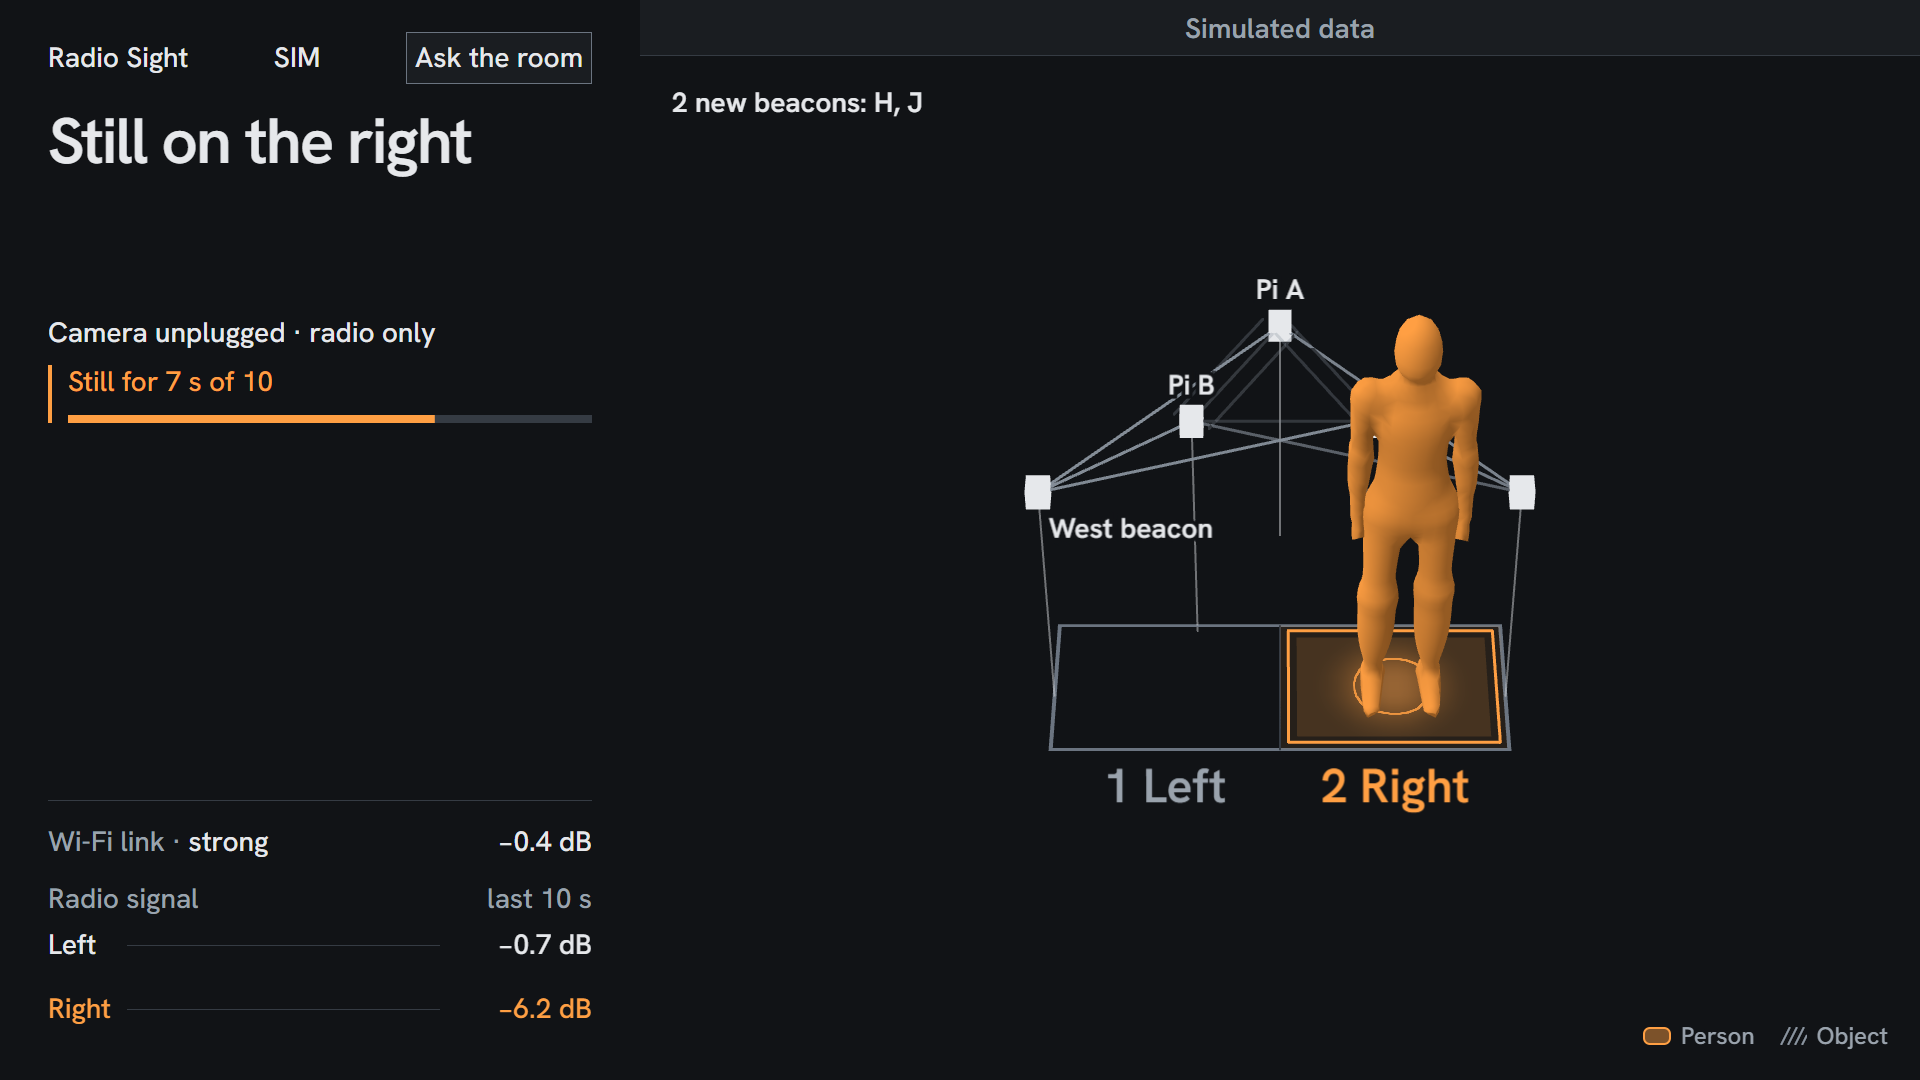 Radio Sight
SIM
Ask the room
Still on the right
Camera unplugged · radio only
Still for 7 s of 10
Wi-Fi link · strong
−0.4 dB
Radio signal
last 10 s
Left
−0.7 dB
Right
−6.2 dB
Simulated data
2 new beacons: H, J
Pi A
Pi B
West beacon
1 Left
2 Right
Person
Object